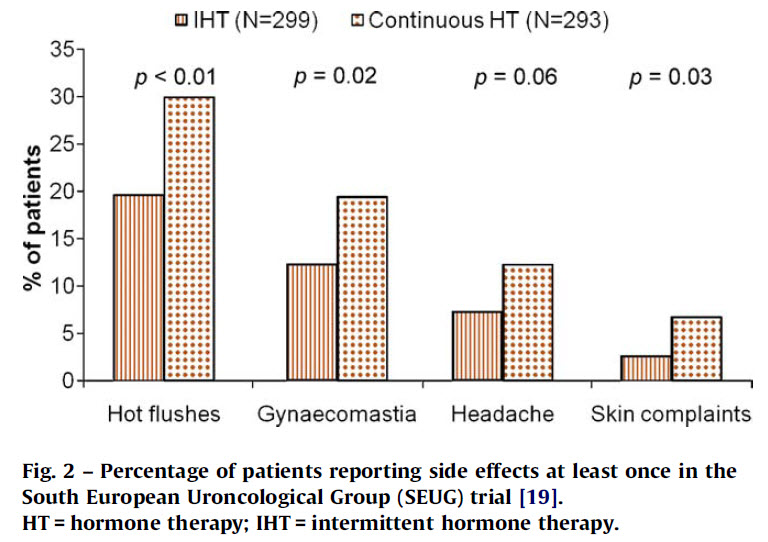 IHT (N=299) Continuous HT (N=293)
p < 0.01 p = 0.02 p = 0.06 p = 0.03
% of patients
35
30
25
20
15
10
5
0
Hot flushes Gynaecomastia Headache Skin complaints
Fig. 2 – Percentage of patients reporting side effects at least once in the
South European Uroncological Group (SEUG) trial [19].
HT = hormone therapy; IHT = intermittent hormone therapy.